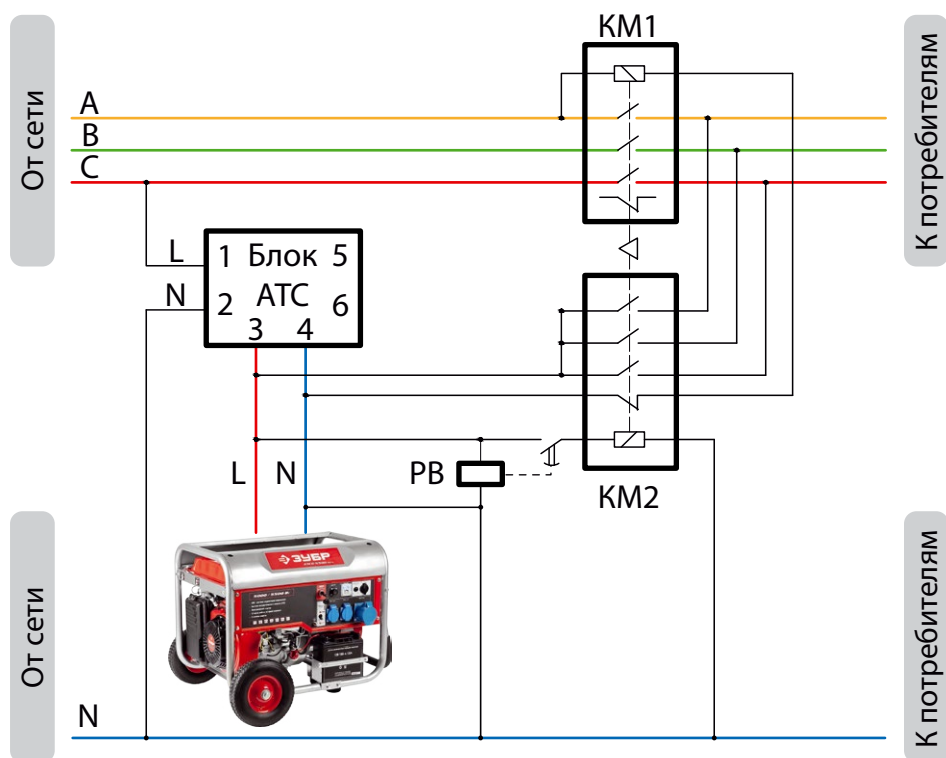 КМ1
От сети
К потребителям
A
B
C
L
N
1 Блок 5
2 АТС 6
3 4
L N
РВ
КМ2
ЗУБР
От сети
К потребителям
N